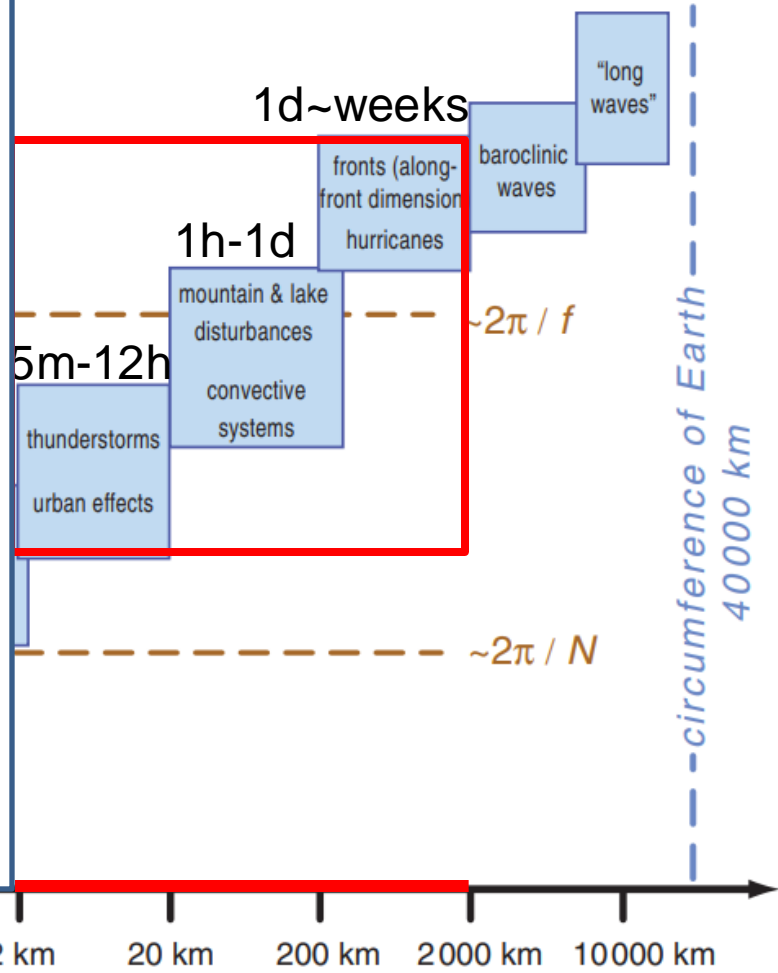 “long
waves”
1d~weeks
baroclinic
waves
fronts (along-
front dimension
hurricanes
1h-1d
mountain & lake
disturbances
convective
systems
~2π / f
5m-12h
thunderstorms
urban effects
~2π / N
circumference of Earth
40000 km
2 km 20 km 200 km 2000 km 10000 km